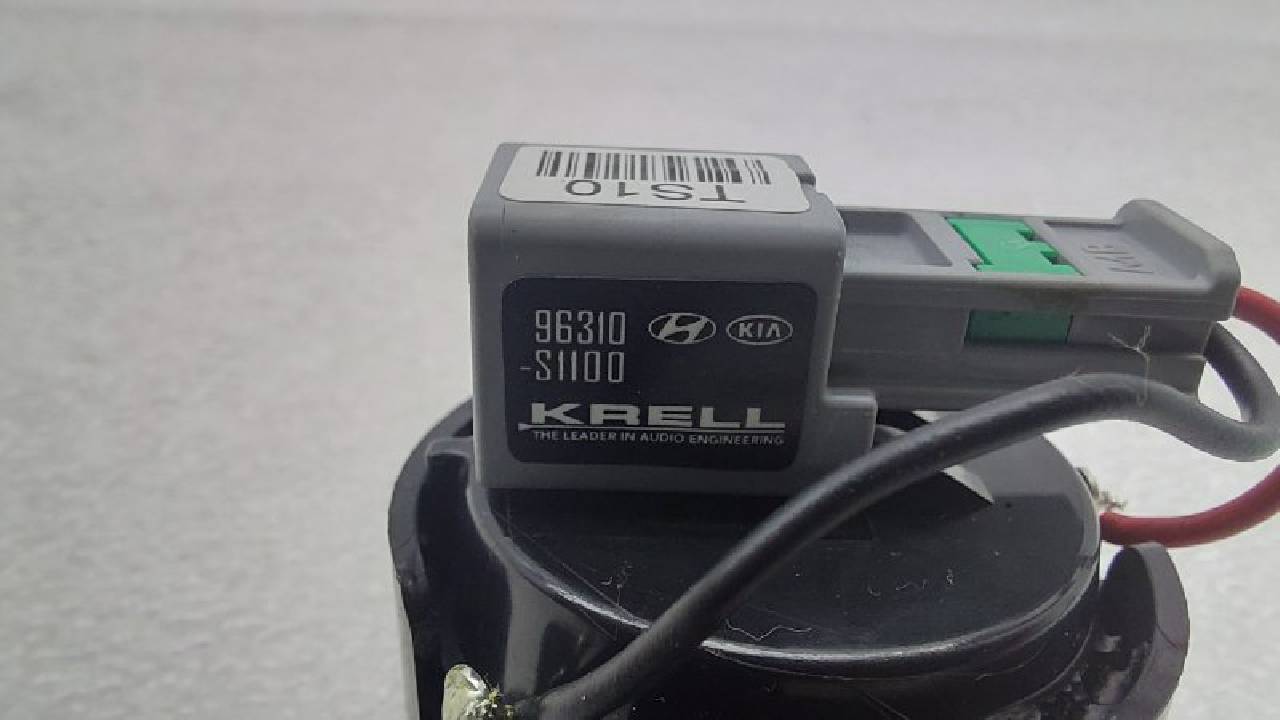 TS10
96310
-S1100
KIA
KRELL
THE LEADER IN AUDIO ENGINEERING